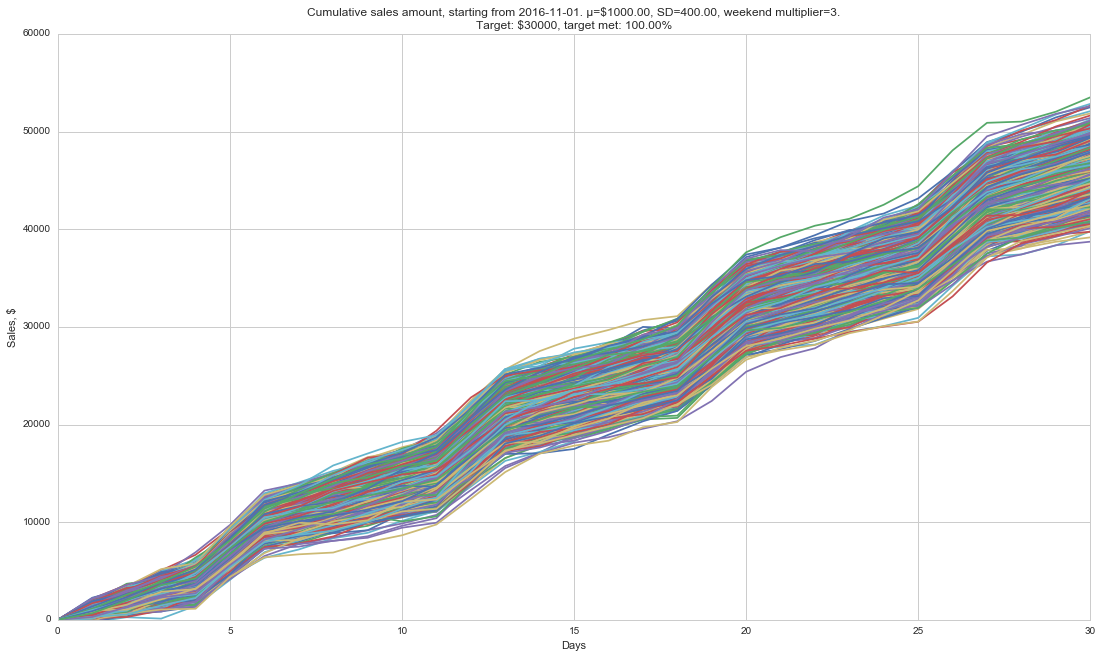 Cumulative sales amount, starting from 2016-11-01. μ=$1000.00, SD=400.00, weekend multiplier=3.
Target: $30000, target met: 100.00%
60000
50000
40000
30000
20000
10000
0
Sales, $
0 5 10 15 20 25 30
Days